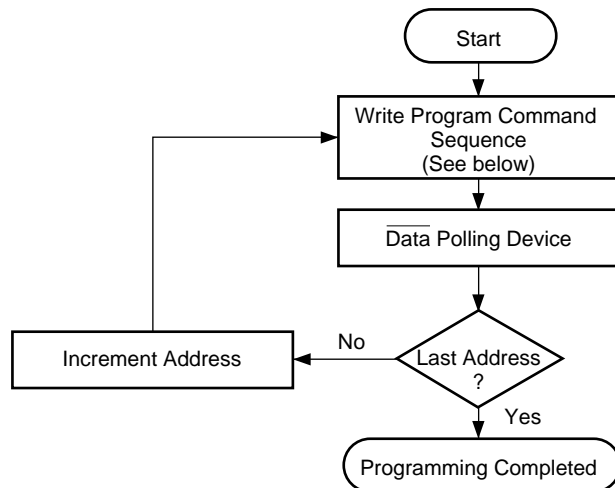 Start
Write Program Command
Sequence
(See below)
Data Polling Device
No
Increment Address
Last Address
?
Yes
Programming Completed